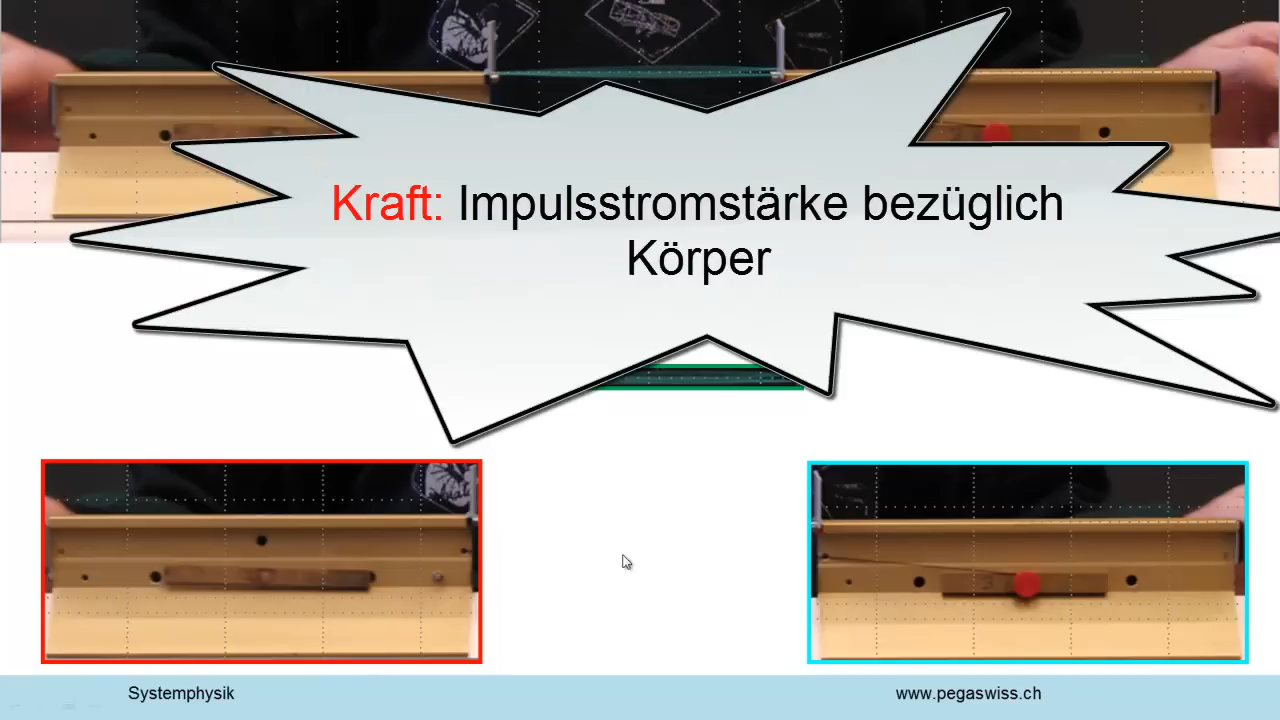 Kraft: Impulsstromstärke bezüglich
Körper
Systemphysik
www.pegaswiss.ch